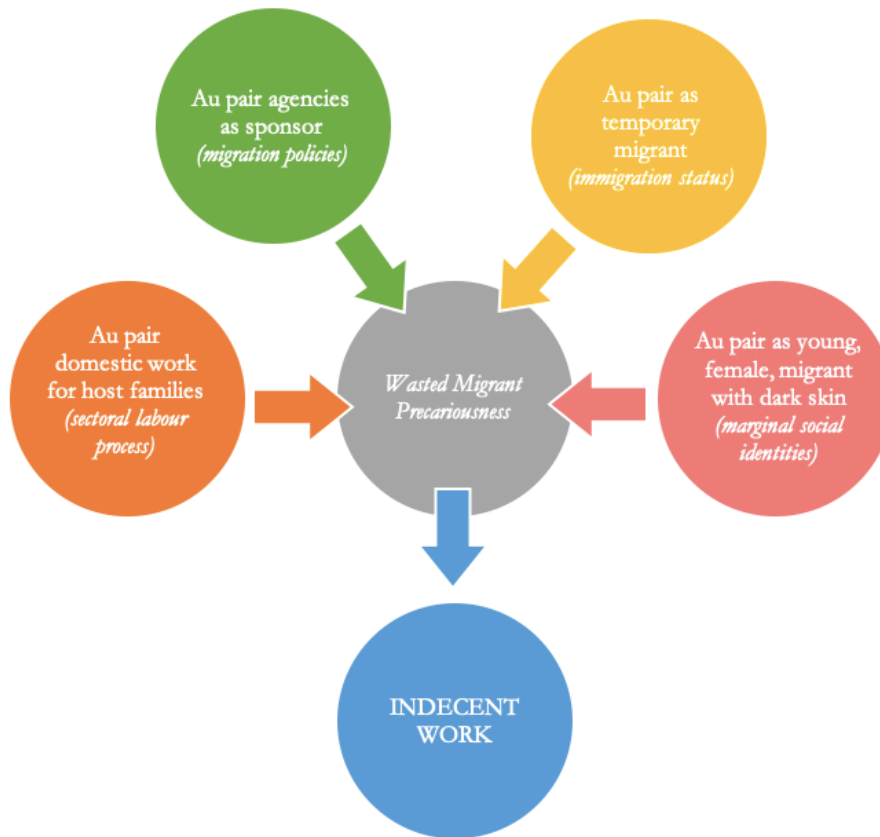 Au pair agencies
as sponsor
(migration policies)
Au pair as
temporary
migrant
(immigration status)
Au pair
domestic work
for host families
(sectoral labour
process)
Wasted Migrant
Precariousness
Au pair as young,
female, migrant
with dark skin
(marginal social
identities)
INDECENT
WORK